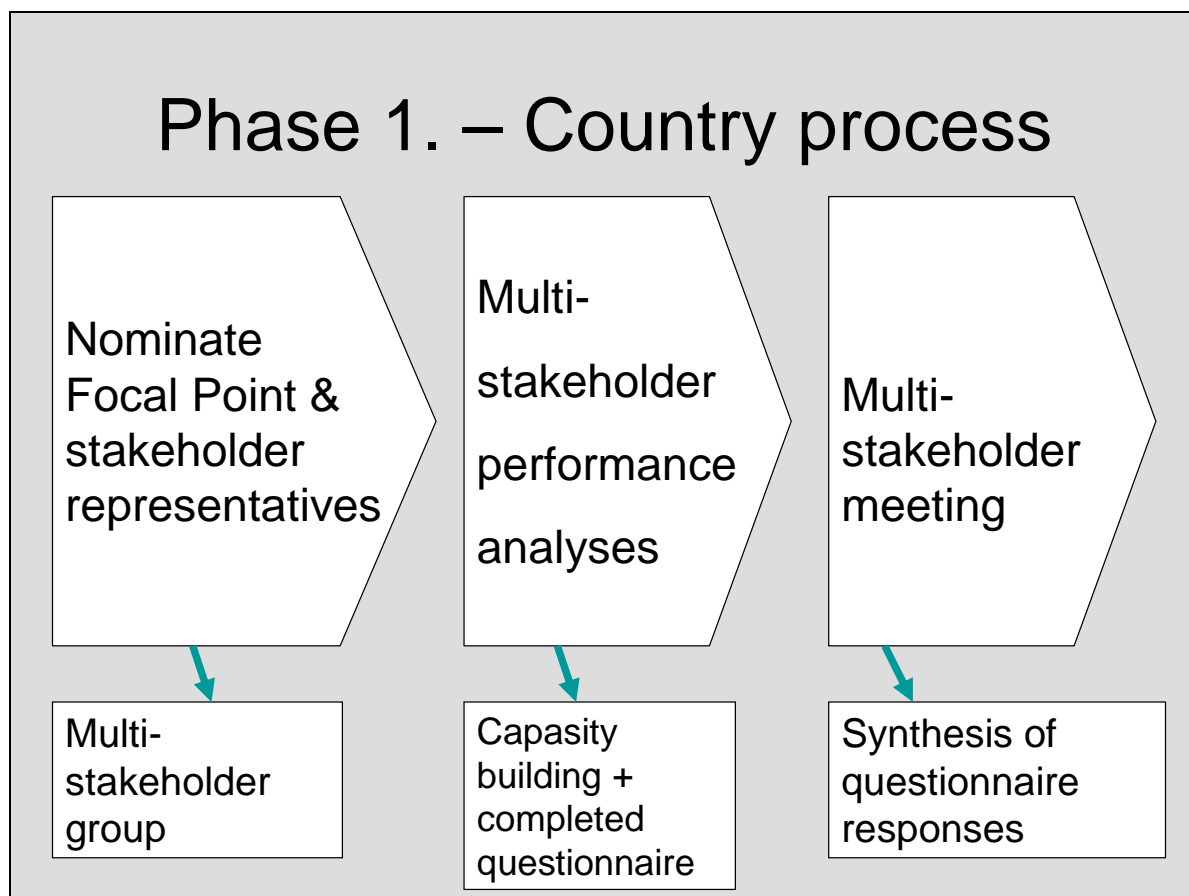 Phase 1. – Country process
Nominate
Focal Point &
stakeholder
representatives
Multi-
stakeholder
performance
analyses
Multi-
stakeholder
meeting
Multi-
stakeholder
group
Capasity
building +
completed
questionnaire
Synthesis of
questionnaire
responses